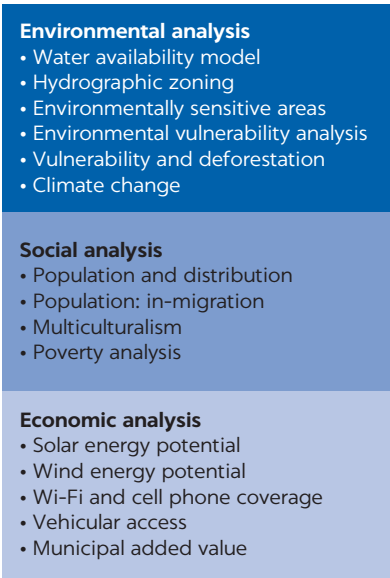 Environmental analysis
• Water availability model
• Hydrographic zoning
• Environmentally sensitive areas
• Environmental vulnerability analysis
• Vulnerability and deforestation
• Climate change
Social analysis
• Population and distribution
• Population: in-migration
• Multiculturalism
• Poverty analysis
Economic analysis
• Solar energy potential
• Wind energy potential
• Wi-Fi and cell phone coverage
• Vehicular access
• Municipal added value